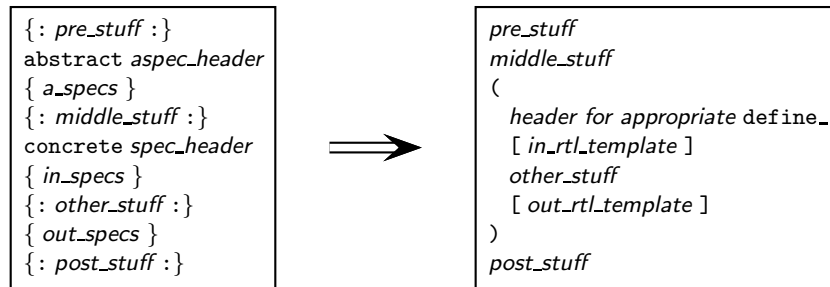 {: pre_stuff :}
abstract aspec_header
{ a_specs }
{: middle_stuff :}
concrete spec_header
{ in_specs }
{: other_stuff :}
{ out_specs }
{: post_stuff :}
pre_stuff
middle_stuff
(
header for appropriate define_
[ in_rtl_template ]
other_stuff
[ out_rtl_template ]
)
post_stuff